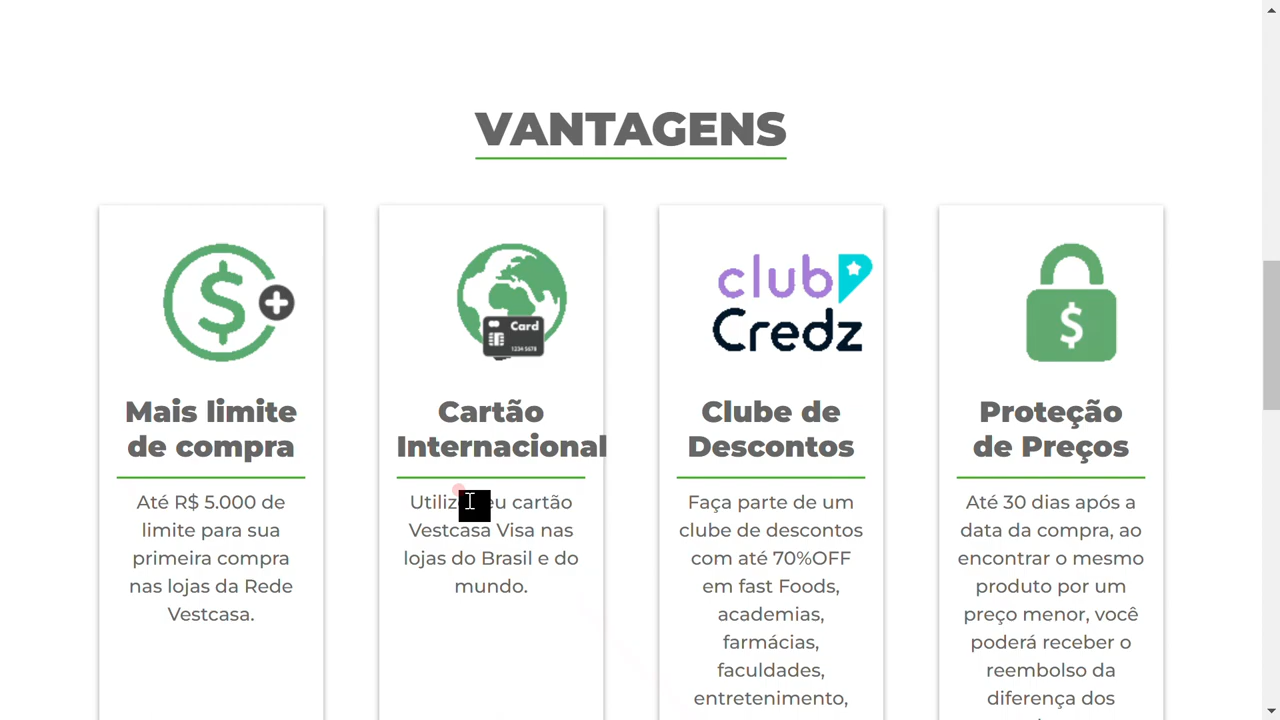 VANTAGENS
Mais limite
de compra
Até R$ 5.000 de
limite para sua
primeira compra
nas lojas da Rede
Vestcasa.
Card
1234 5678
Cartão
Internacional
cartão
Vestcasa Visa nas
lojas do Brasil e do
mundo.
club
Credz
Clube de
Descontos
Faça parte de um
clube de descontos
com até 70%OFF
em fast Foods,
academias,
farmácias,
faculdades,
entretenimento,
$
Proteção
de Preços
Até 30 dias após a
data da compra, ao
encontrar o mesmo
produto por um
preço menor, você
poderá receber o
reembolso da
diferença dos